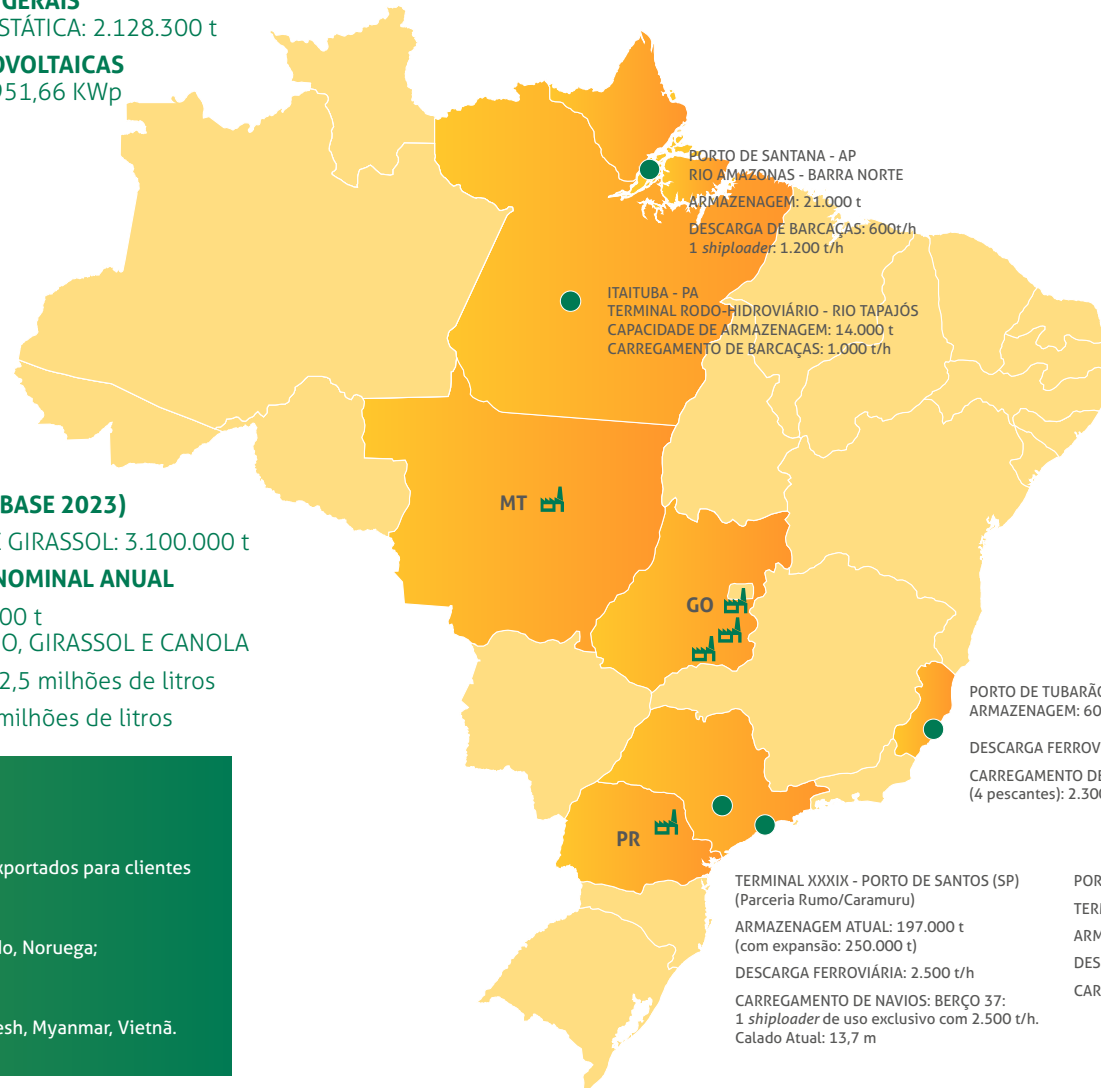 GERAIS
STÁTICA: 2.128.300 t
OVOLTAICAS
951,66 KWp
PORTO DE SANTANA - AP
RIO AMAZONAS - BARRA NORTE
ARMAZENAGEM: 21.000 t
DESCARGA DE BARCAÇAS: 600t/h
1 shiploader: 1.200 t/h
ITAITUBA - PA
TERMINAL RODO-HIDROVIÁRIO - RIO TAPAJÓS
CAPACIDADE DE ARMAZENAGEM: 14.000 t
CARREGAMENTO DE BARCAÇAS: 1.000 t/h
BASE 2023)
E GIRASSOL: 3.100.000 t
NOMINAL ANUAL
00 t
O, GIRASSOL E CANOLA
2,5 milhões de litros
milhões de litros
MT
GO
PR
PORTO DE TUBARÃO
ARMAZENAGEM: 60
DESCARGA FERROV
CARREGAMENTO DE
(4 pescantes): 2.300
xportados para clientes
do, Noruega;
esh, Myanmar, Vietnã.
TERMINAL XXXIX - PORTO DE SANTOS (SP)
(Parceria Rumo/Caramuru)
ARMAZENAGEM ATUAL: 197.000 t
(com expansão: 250.000 t)
DESCARGA FERROVIÁRIA: 2.500 t/h
CARREGAMENTO DE NAVIOS: BERÇO 37:
1 shiploader de uso exclusivo com 2.500 t/h.
Calado Atual: 13,7 m
POR
TER
ARM
DES
CAR